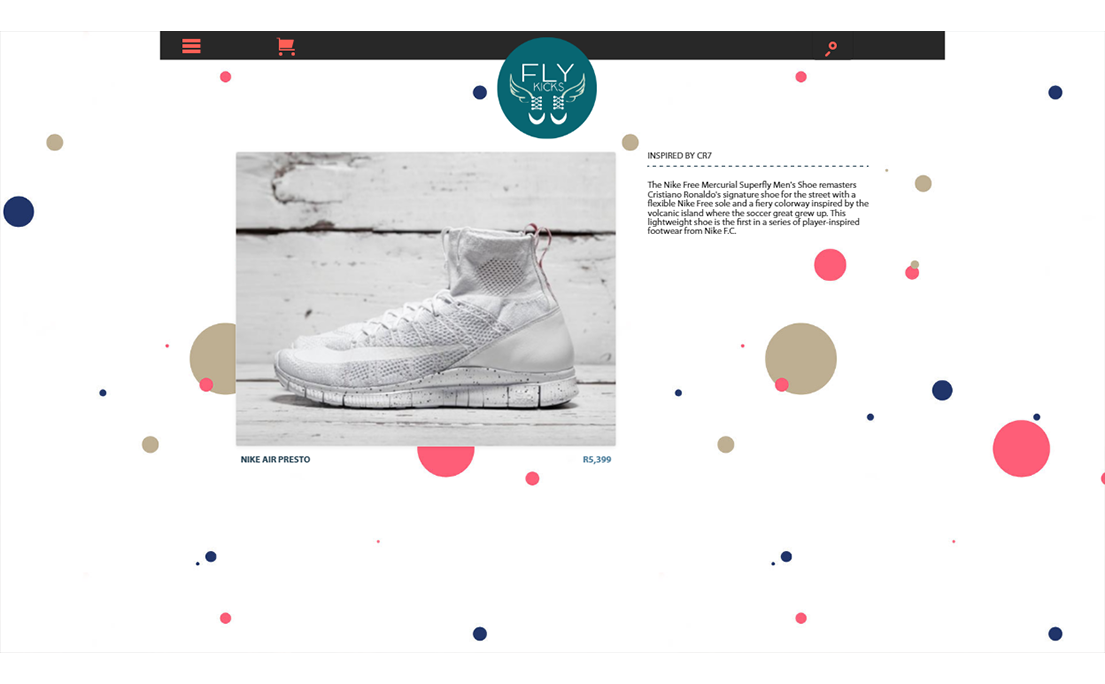 FLY
KICKS
INSPIRED BY CR7
The Nike Free Mercurial Superfly Men's Shoe remasters
Cristiano Ronaldo's signature shoe for the street with a
flexible Nike Free sole and a fiery colorway inspired by the
volcanic island where the soccer great grew up. This
lightweight shoe is the first in a series of player-inspired
footwear from Nike F.C.
NIKE AIR PRESTO R5,399